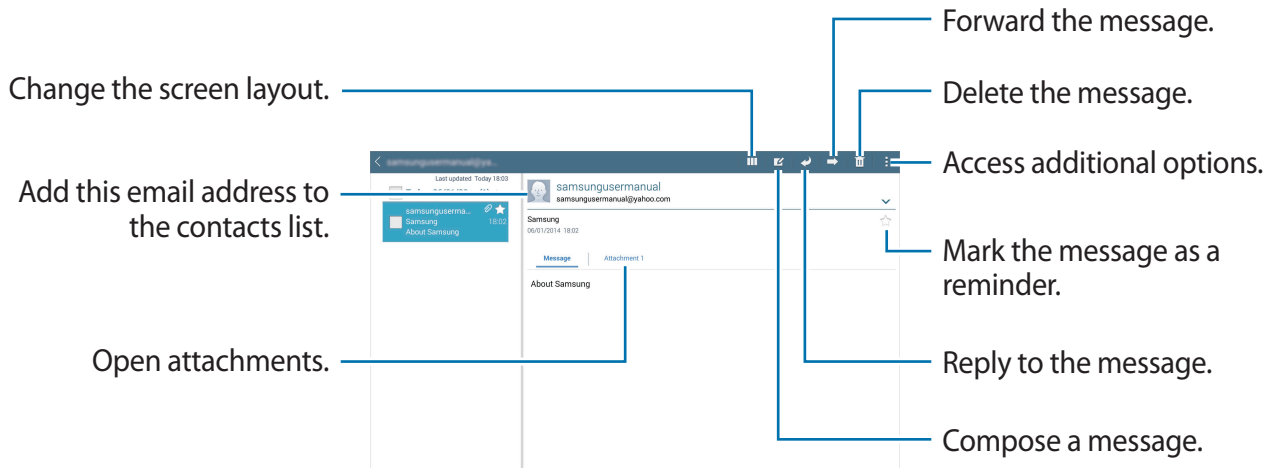 Forward the message.
Change the screen layout.
Delete the message.
Access additional options.
Last updated Today 18:03
samsungusermanual
samsungusermanual@yahoo.com
Add this email address to
the contacts list.
samsunguserma...
Samsung 18:02
About Samsung
Samsung
06/01/2014 18:02
Mark the message as a
reminder.
Message Attachment 1
About Samsung
Open attachments.
Reply to the message.
Compose a message.